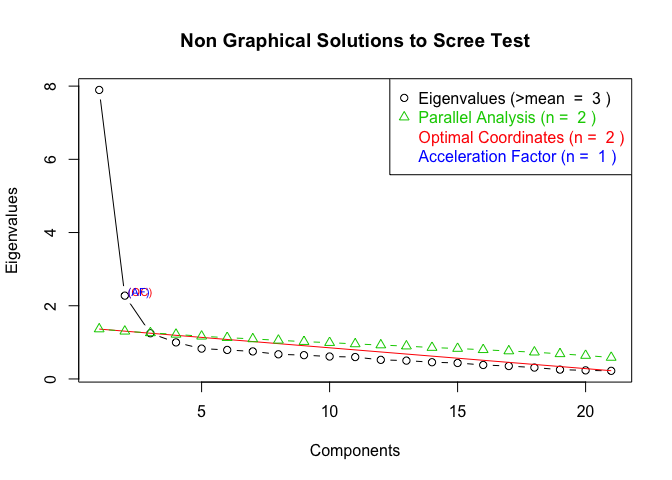 Non Graphical Solutions to Scree Test
Eigenvalues (>mean = 3 )
Parallel Analysis (n = 2 )
Optimal Coordinates (n = 2 )
Acceleration Factor (n = 1 )
Eigenvalues
8
6
4
2
0
(AF)
5
10
15
20
Components